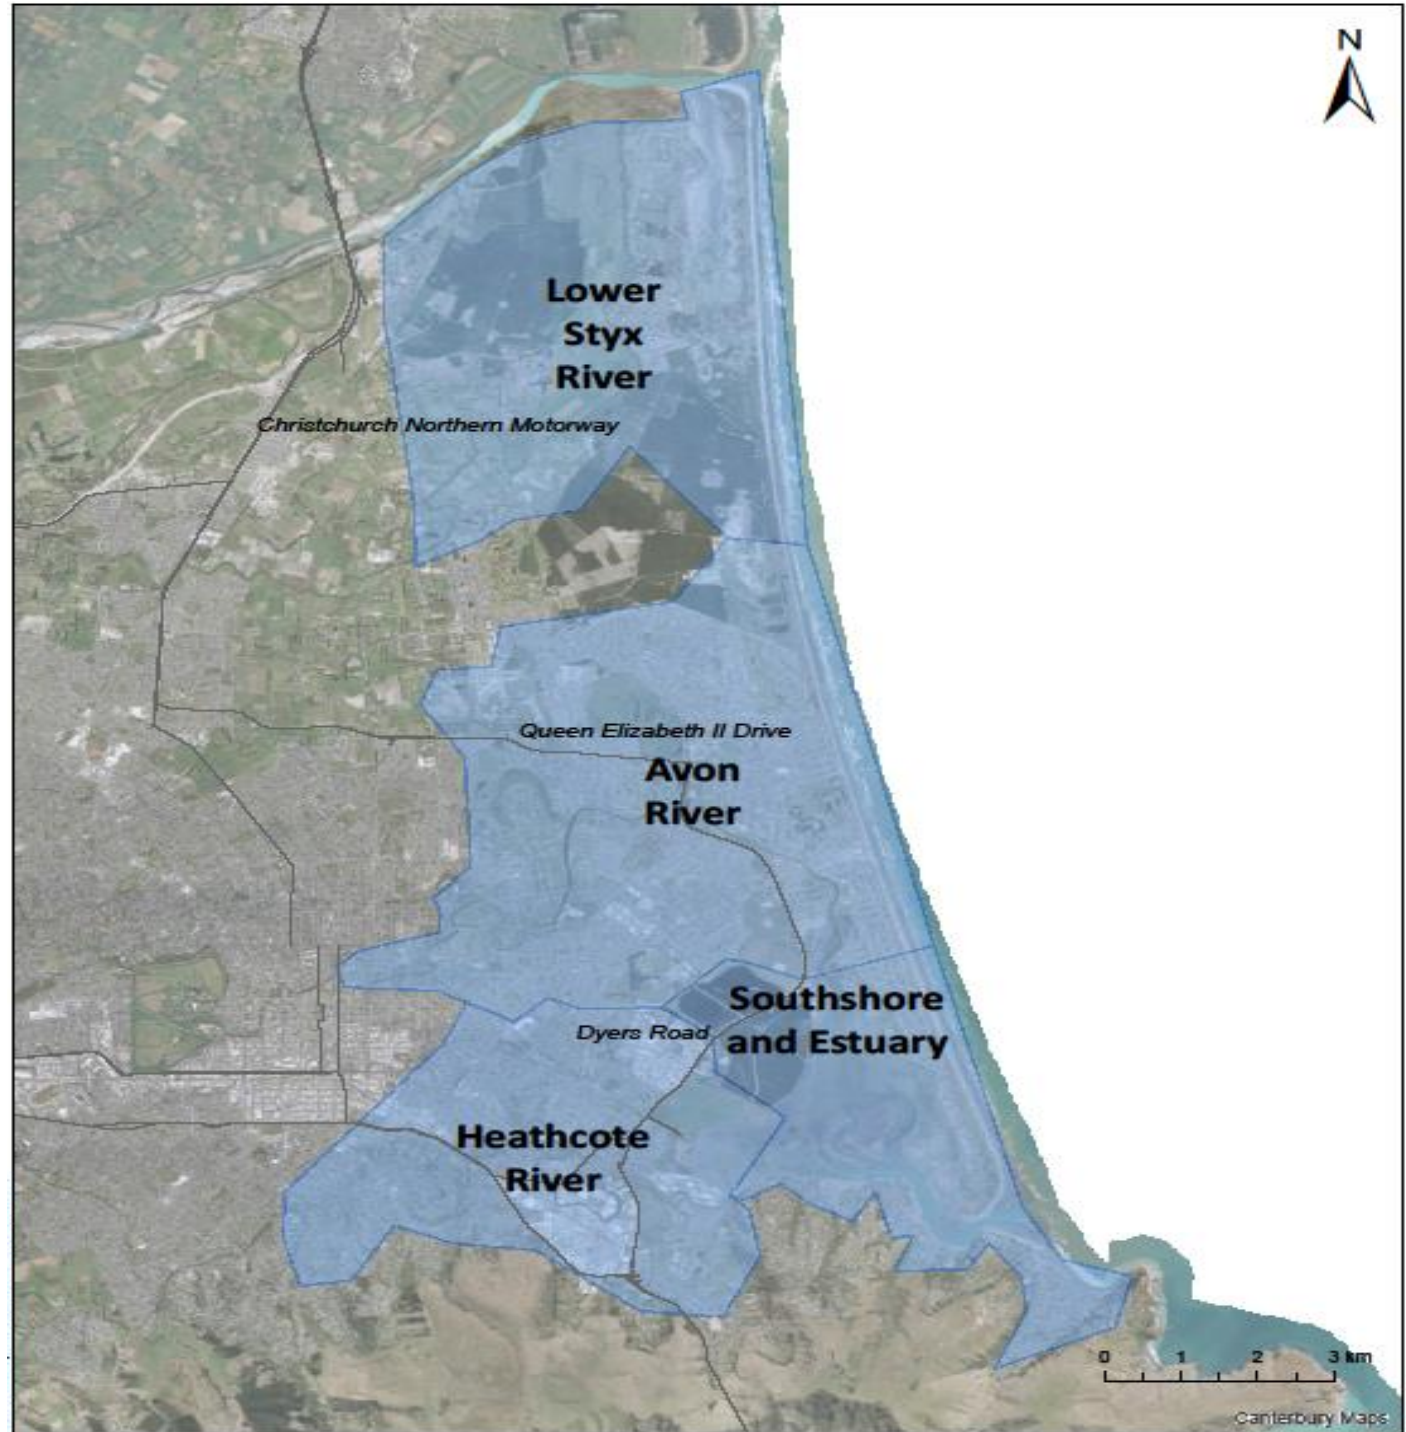 N
Lower
Styx
River
Christchurch Northern Motorway
Queen Elizabeth II Drive
Avon
River
Southshore
and Estuary
Dyers Road
Heathcote
River
0 1 2 3 km
Canterbury Maps